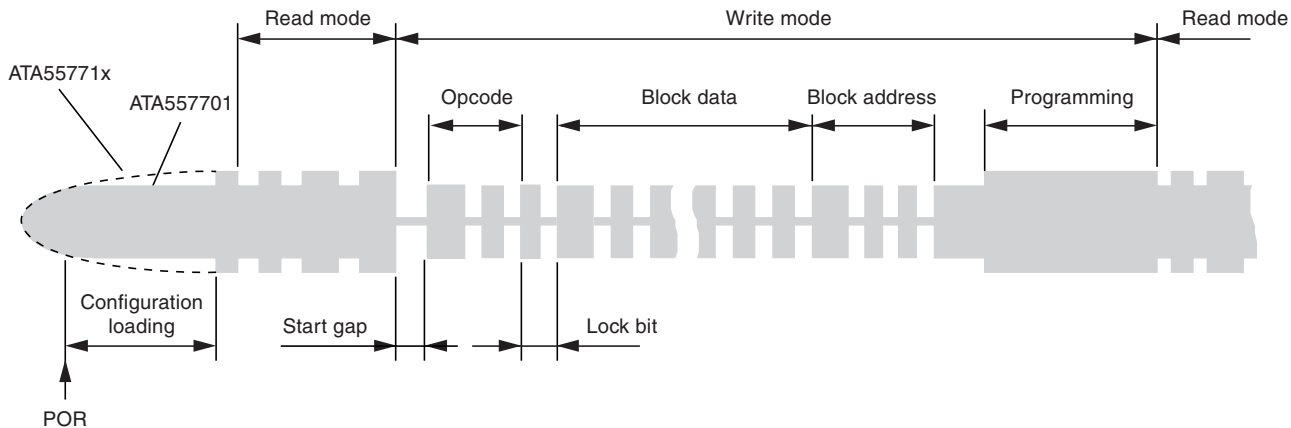 Read mode
Write mode
Read mode
ATA55771x
ATA557701
Opcode
Block data
Block address
Programming
Configuration
loading
Start gap
Lock bit
POR